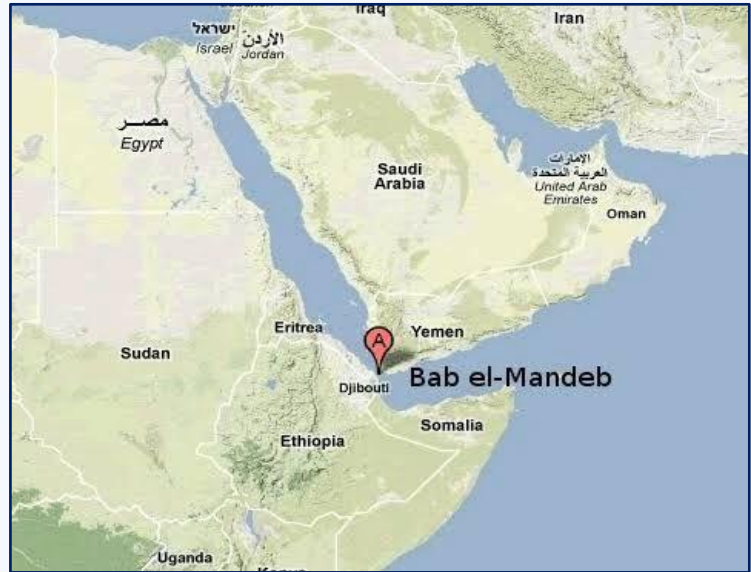 Iraq
Iran
ישראל
Israel
الأردن
Jordan
مصر
Egypt
Saudi
Arabia
الإمارات
العربية المتحدة
United Arab
Emirates
Oman
Eritrea
Yemen
A
Sudan
Djibouti
Bab el-Mandeb
Somalia
Ethiopia
Uganda